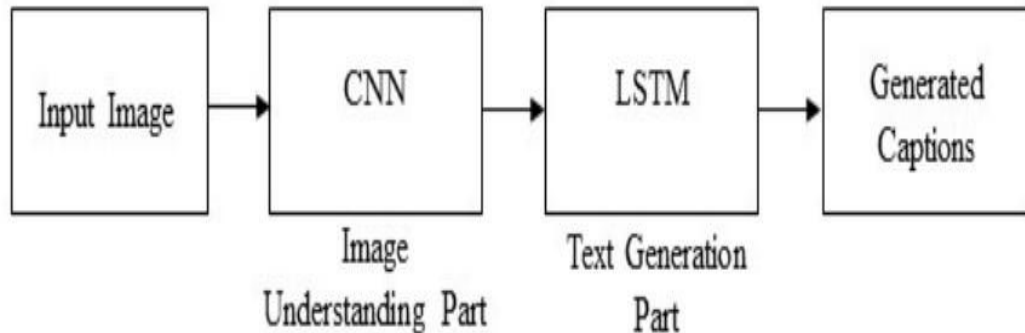 Input Image
CNN
LSTM
Generated
Captions
Image
Understanding Part
Text Generation
Part